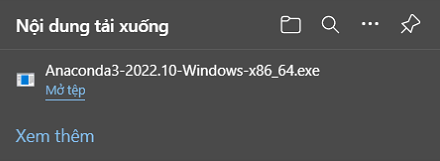 Nội dung tải xuống
Anaconda3-2022.10-Windows-x86_64.exe
Mở tệp
Xem thêm